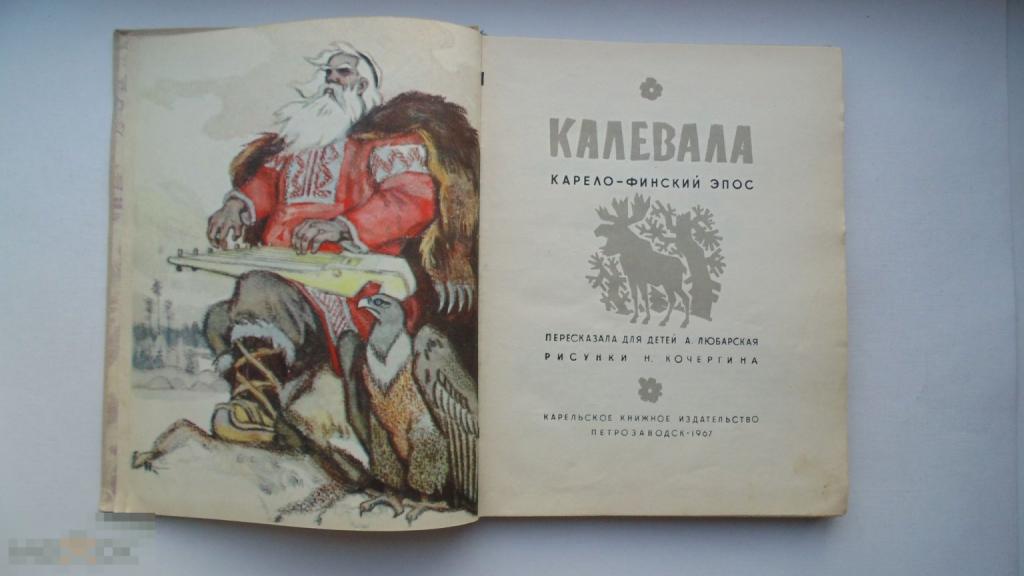 КАЛЕВАЛА
КАРЕЛО-ФИНСКИЙ ЭПОС
ПЕРЕСКАЗАЛА ДЛЯ ДЕТЕЙ А. ЛЮБАРСКАЯ
РИСУНКИ Н. КОЧЕРГИНА
КАРЕЛЬСКОЕ КНИЖНОЕ ИЗДАТЕЛЬСТВО
ПЕТРОЗАВОДСК · 1967